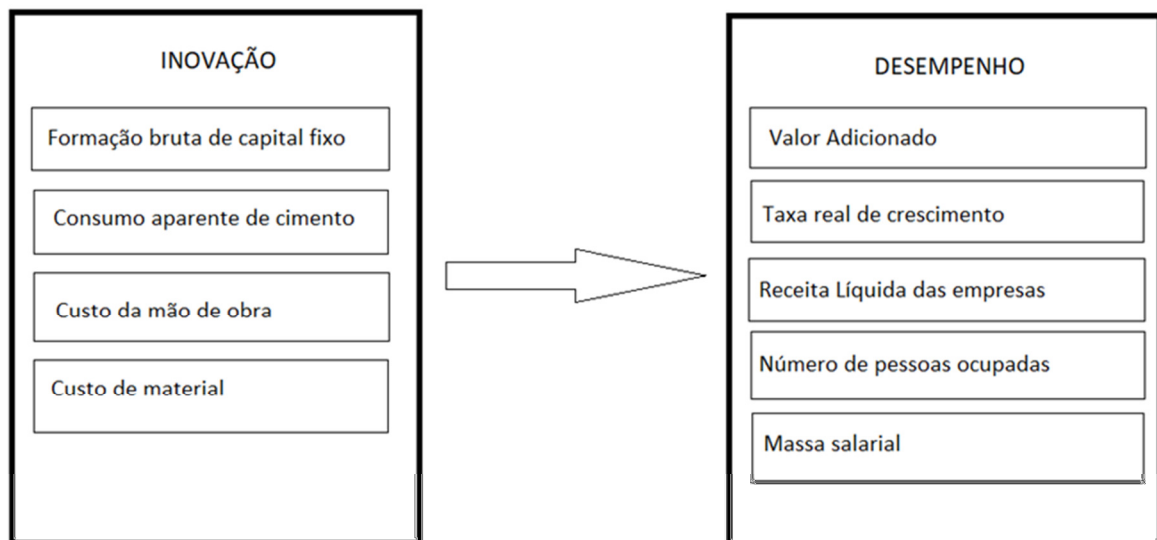 INOVAÇÃO
Formação bruta de capital fixo
Consumo aparente de cimento
Custo da mão de obra
Custo de material
DESEMPENHO
Valor Adicionado
Taxa real de crescimento
Receita Líquida das empresas
Número de pessoas ocupadas
Massa salarial